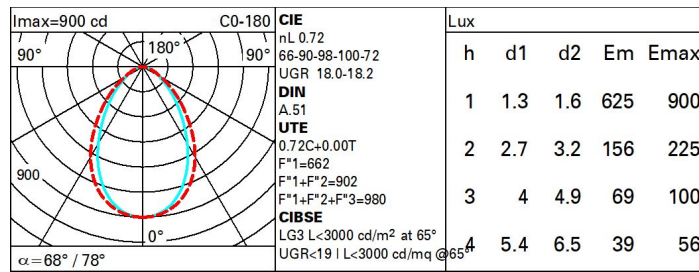 Imax=900 cd C0-180
90° 180° 90°
900
0°
α=68° / 78°
CIE
nL 0.72
66-90-98-100-72
UGR 18.0-18.2
DIN
A.51
UTE
0.72C+0.00T
F"1=662
F"1+F"2=902
F"1+F"2+F"3=980
CIBSE
LG3 L<3000 cd/m² at 65°
UGR<19 | L<3000 cd/mq @65°
Lux
h d1 d2 Em Emax
1 1.3 1.6 625 900
2 2.7 3.2 156 225
3 4 4.9 69 100
4 5.4 6.5 39 56